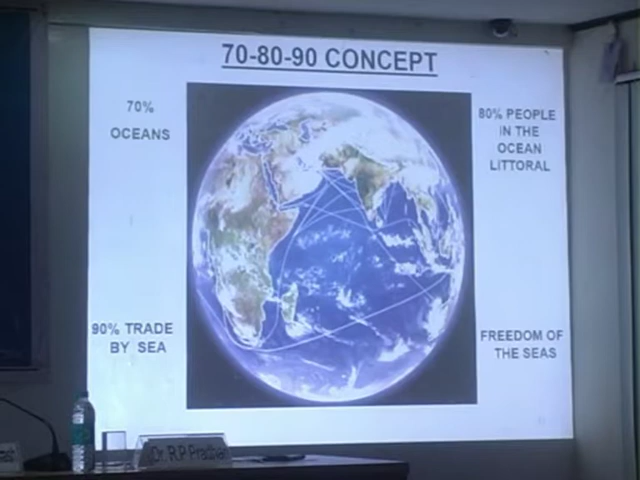 70-80-90 CONCEPT
70%
OCEANS
80% PEOPLE
IN THE
OCEAN
LITTORAL
90% TRADE
BY SEA
FREEDOM OF
THE SEAS
Dr. R.P. Pradhan